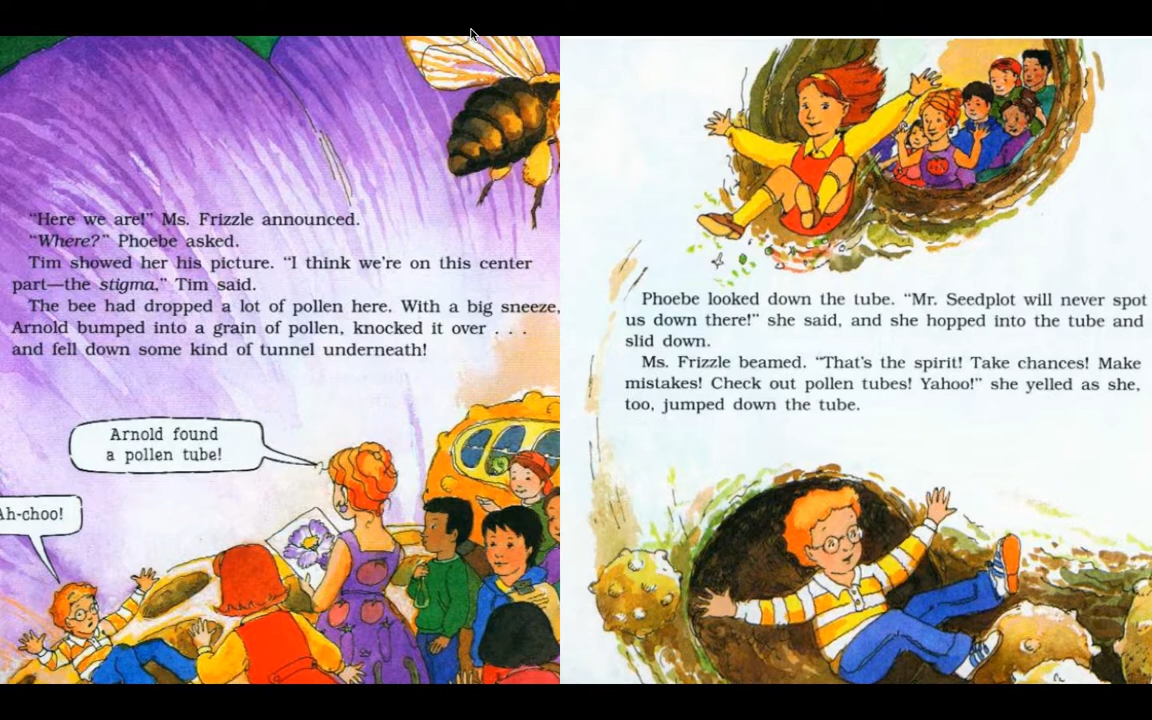 “Here we are!” Ms. Frizzle announced.
“Where?” Phoebe asked.
Tim showed her his picture. “I think we’re on this center
part—the stigma,” Tim said.
The bee had dropped a lot of pollen here. With a big sneeze,
Arnold bumped into a grain of pollen, knocked it over . . .
and fell down some kind of tunnel underneath!
Arnold found
a pollen tube!
Ah-choo!
Phoebe looked down the tube. “Mr. Seedplot will never spot
us down there!” she said, and she hopped into the tube and
slid down.
Ms. Frizzle beamed. “That’s the spirit! Take chances! Make
mistakes! Check out pollen tubes! Yahoo!” she yelled as she,
too, jumped down the tube.